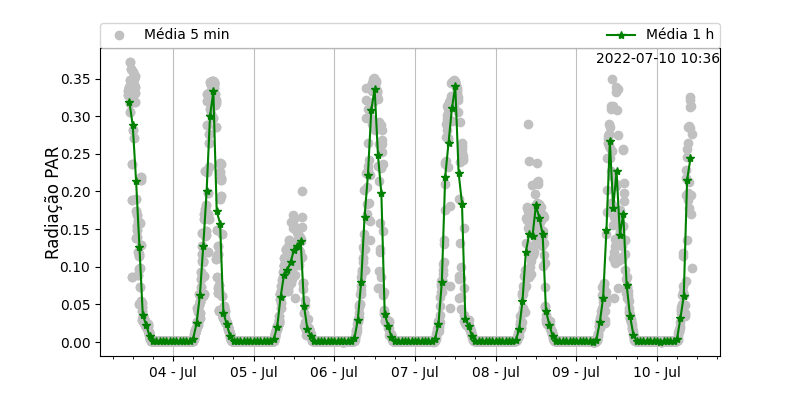 Média 5 min
Média 1 h
2022-07-10 10:36
Radiação PAR
0.35
0.30
0.25
0.20
0.15
0.10
0.05
0.00
04 - Jul
05 - Jul
06 - Jul
07 - Jul
08 - Jul
09 - Jul
10 - Jul